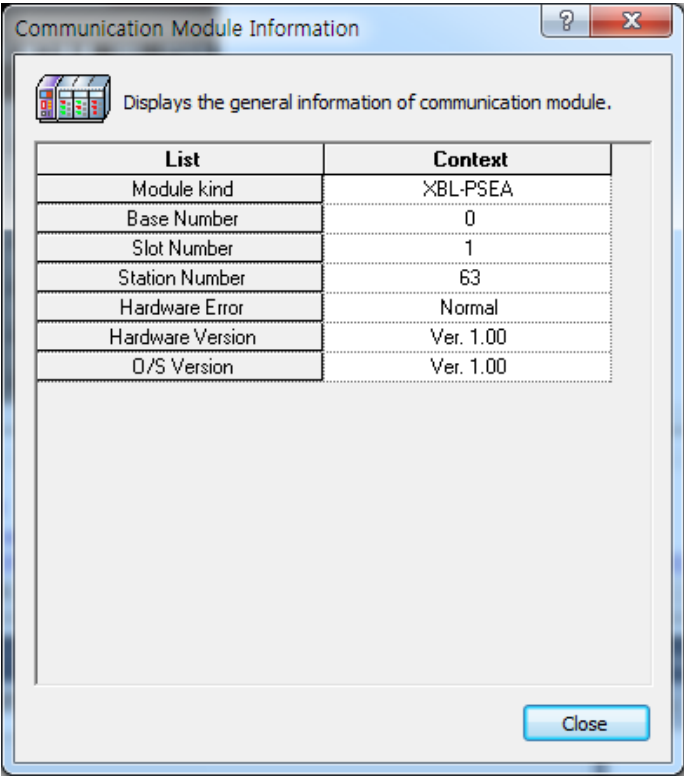 Communication Module Information
Displays the general information of communication module.
List Context
Module kind XBL-PSEA
Base Number 0
Slot Number 1
Station Number 63
Hardware Error Normal
Hardware Version Ver. 1.00
O/S Version Ver. 1.00
Close